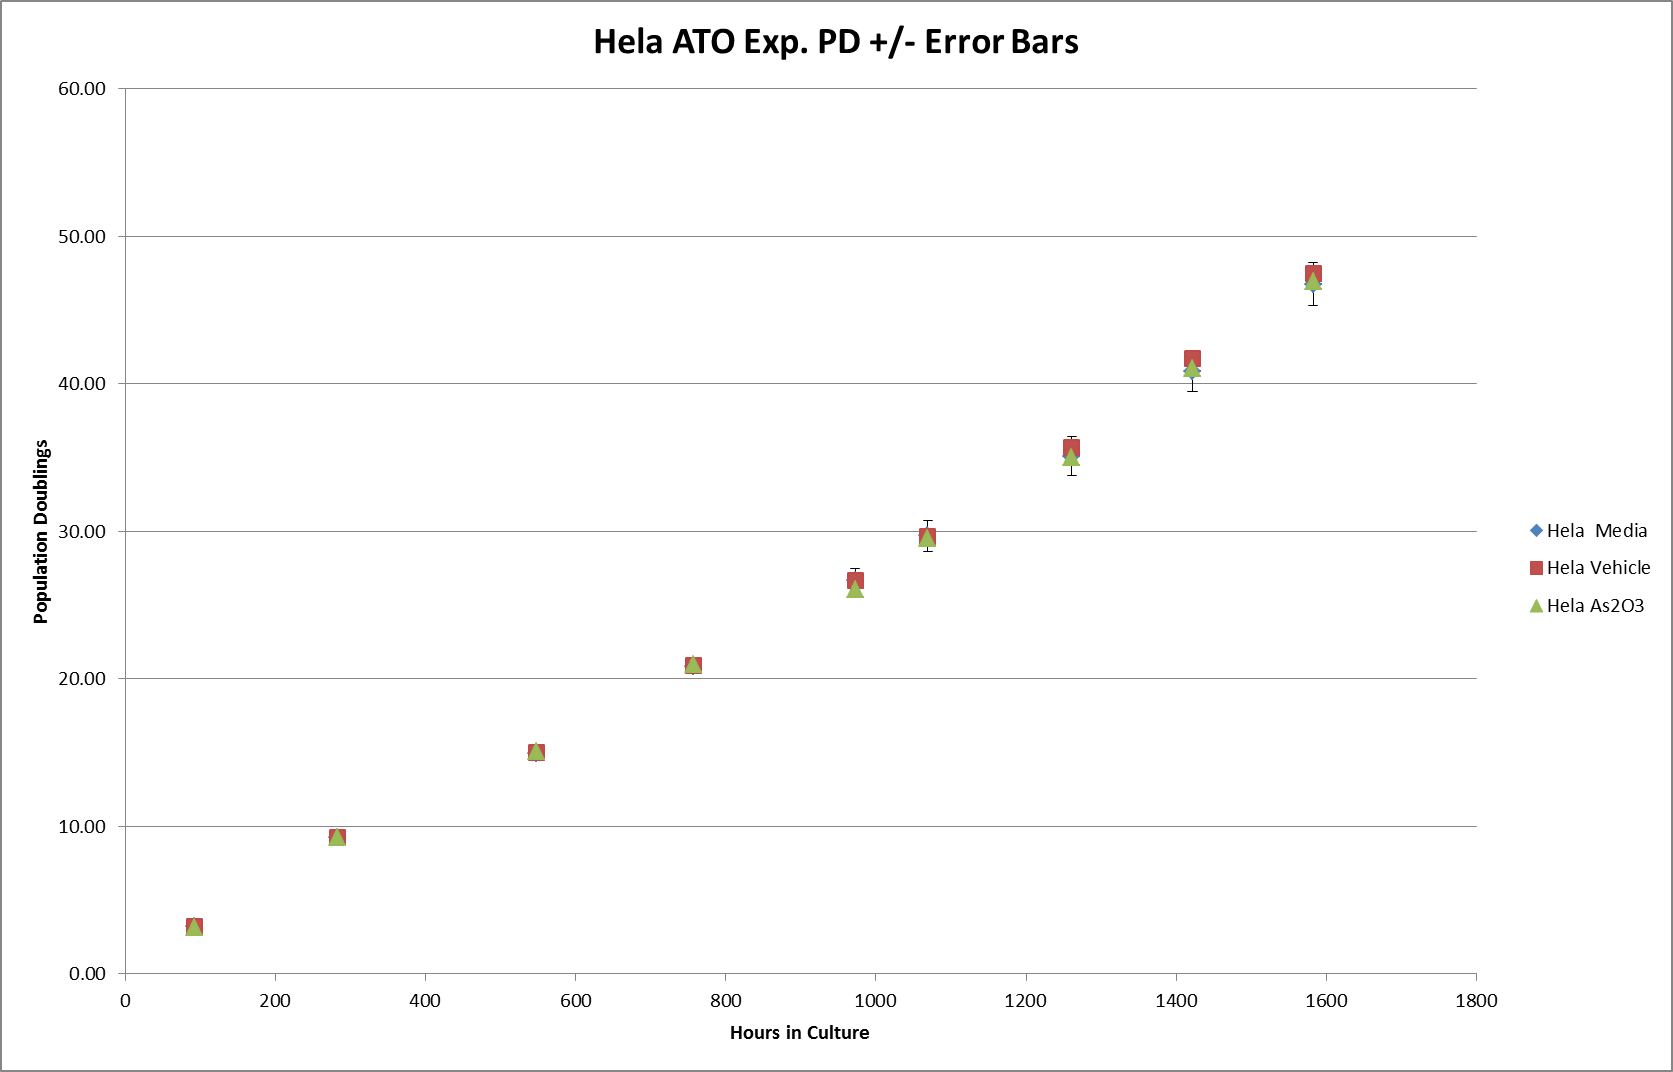 Hela ATO Exp. PD +/- Error Bars
60.00
50.00
40.00
30.00
20.00
10.00
0.00
Population Doublings
0 200 400 600 800 1000 1200 1400 1600 1800
Hours in Culture
Hela  Media
Hela Vehicle
Hela As2O3